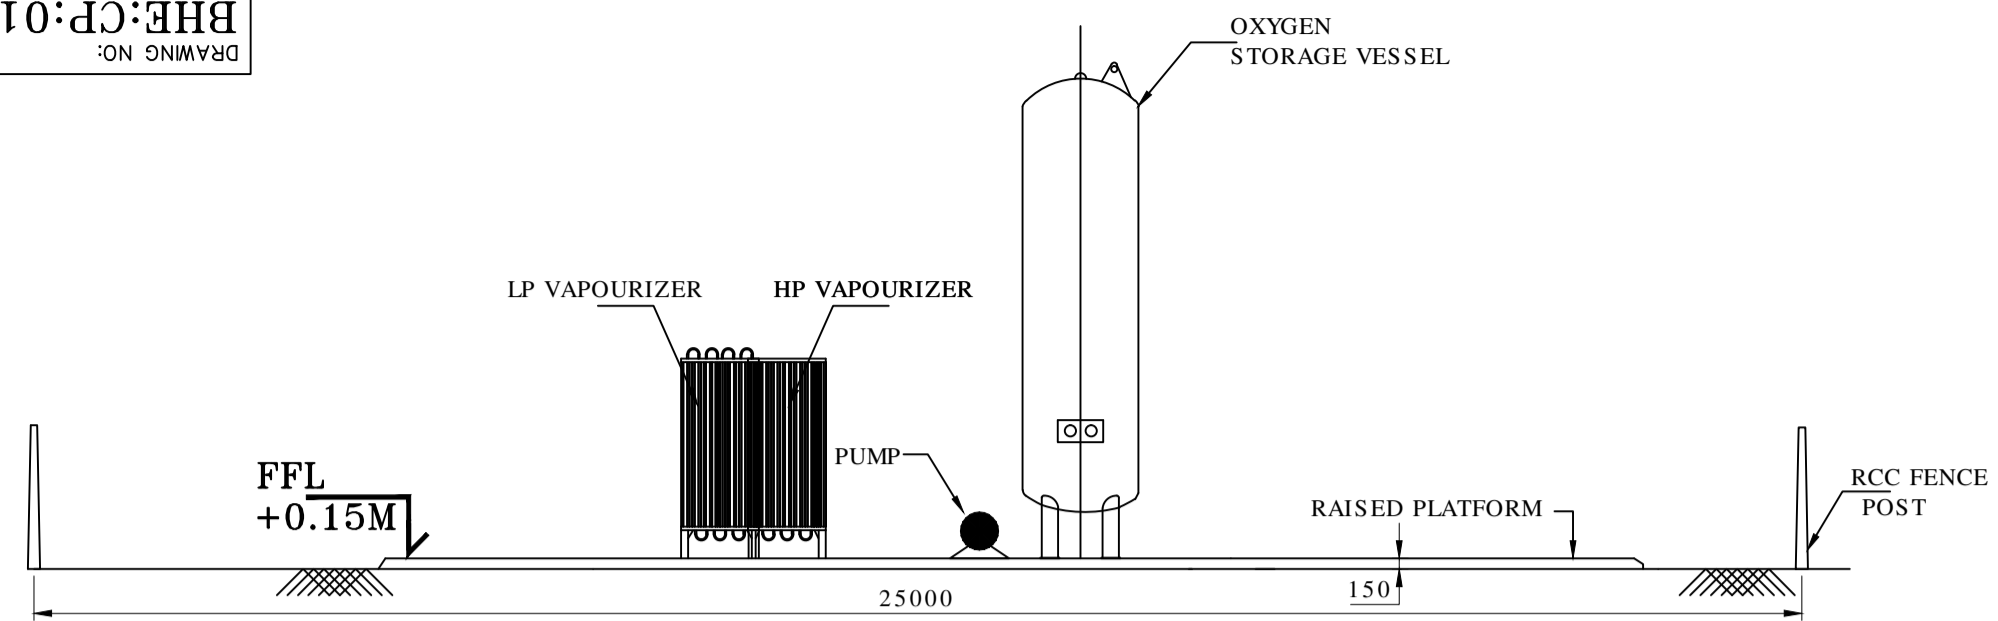 DRAWING NO:
BHE:CP:01
OXYGEN
STORAGE VESSEL
LP VAPOURIZER
HP VAPOURIZER
PUMP
FFL
+0.15M
RAISED PLATFORM
RCC FENCE
POST
150
25000